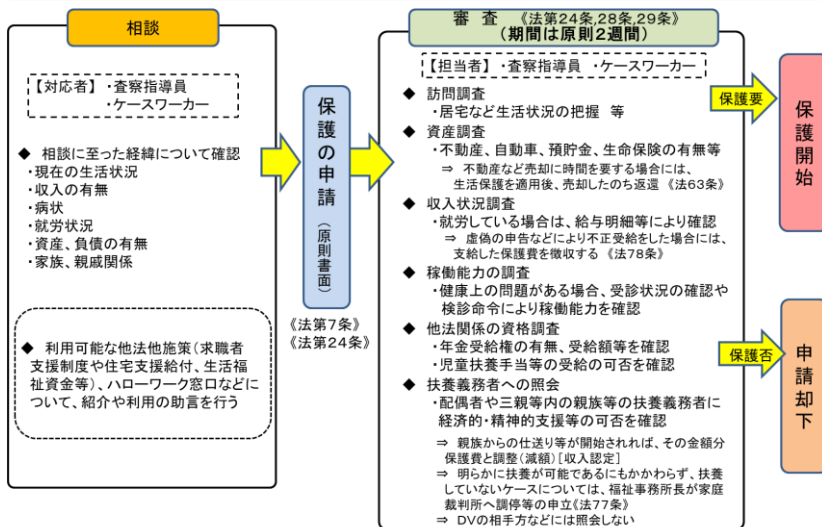 相談
【対応者】 ・査察指導員
・ケースワーカー
◆ 相談に至った経緯について確認
・現在の生活状況
・収入の有無
・病状
・就労状況
・資産、負債の有無
・家族、親戚関係
◆ 利用可能な他法他施策(求職者
支援制度や住宅支援給付、生活福
祉資金等)、ハローワーク窓口などに
ついて、紹介や利用の助言を行う
保護の申請
(原則書面)
《法第7条》
《法第24条》
審 査 《法第24条,28条,29条》
(期間は原則2週間)
【担当者】 ・査察指導員 ・ケースワーカー
◆ 訪問調査
・居宅など生活状況の把握 等
◆ 資産調査
・不動産、自動車、預貯金、生命保険の有無等
⇒ 不動産など売却に時間を要する場合には、
生活保護を適用後、売却したのち返還 《法63条》
◆ 収入状況調査
・就労している場合は、給与明細等により確認
⇒ 虚偽の申告などにより不正受給をした場合には、
支給した保護費を徴収する 《法78条》
◆ 稼働能力の調査
・健康上の問題がある場合、受診状況の確認や
検診命令により稼働能力を確認
◆ 他法関係の資格調査
・年金受給権の有無、受給額等を確認
・児童扶養手当等の受給の可否を確認
◆ 扶養義務者への照会
・配偶者や三親等内の親族等の扶養義務者に
経済的・精神的支援等の可否を確認
⇒ 親族からの仕送り等が開始されれば、その金額分
保護費と調整(減額)[収入認定]
⇒ 明らかに扶養が可能であるにもかかわらず、扶養
していないケースについては、福祉事務所長が家庭
裁判所へ調停等の申立《法77条》
⇒ DVの相手方などには照会しない
保護要
保護開始
保護否
申請却下